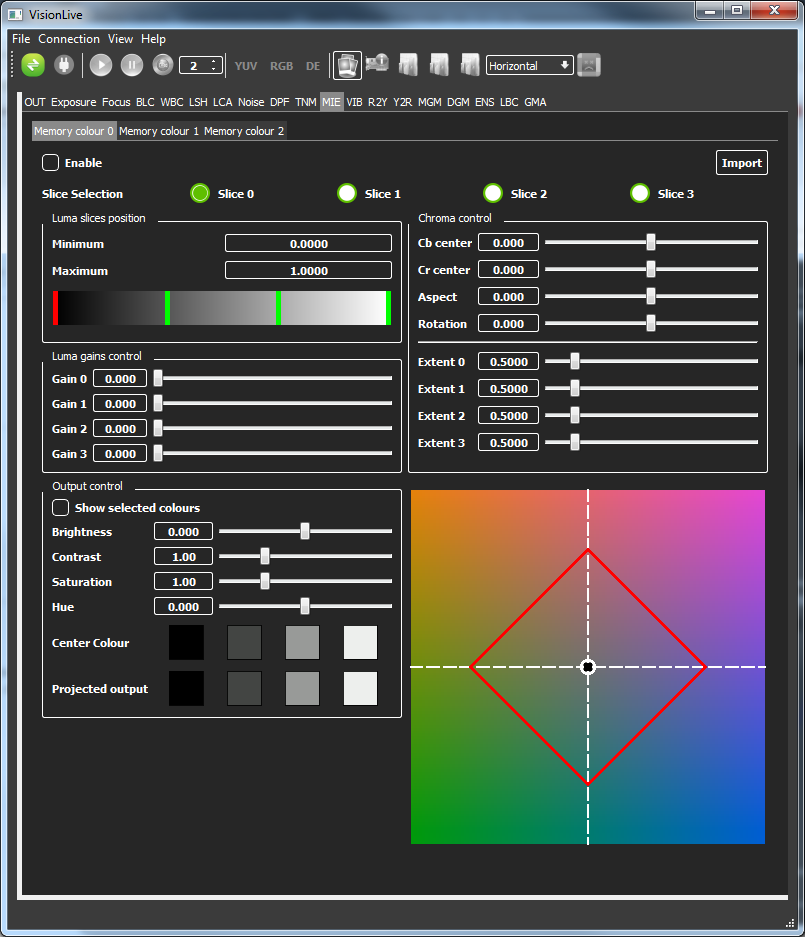 VisionLive
File Connection View Help
2 YUV RGB DE Horizontal
OUT Exposure Focus BLC WBC LSH LCA Noise DPF TNM MIE VIB R2Y Y2R MGM DGM ENS LBC GMA
Memory colour 0 Memory colour 1 Memory colour 2
Enable Import
Slice Selection Slice 0 Slice 1 Slice 2 Slice 3
Luma slices position
Minimum 0.0000
Maximum 1.0000
Luma gains control
Gain 0 0.000
Gain 1 0.000
Gain 2 0.000
Gain 3 0.000
Chroma control
Cb center 0.000
Cr center 0.000
Aspect 0.000
Rotation 0.000
Extent 0 0.5000
Extent 1 0.5000
Extent 2 0.5000
Extent 3 0.5000
Output control
Show selected colours
Brightness 0.000
Contrast 1.00
Saturation 1.00
Hue 0.000
Center Colour
Projected output